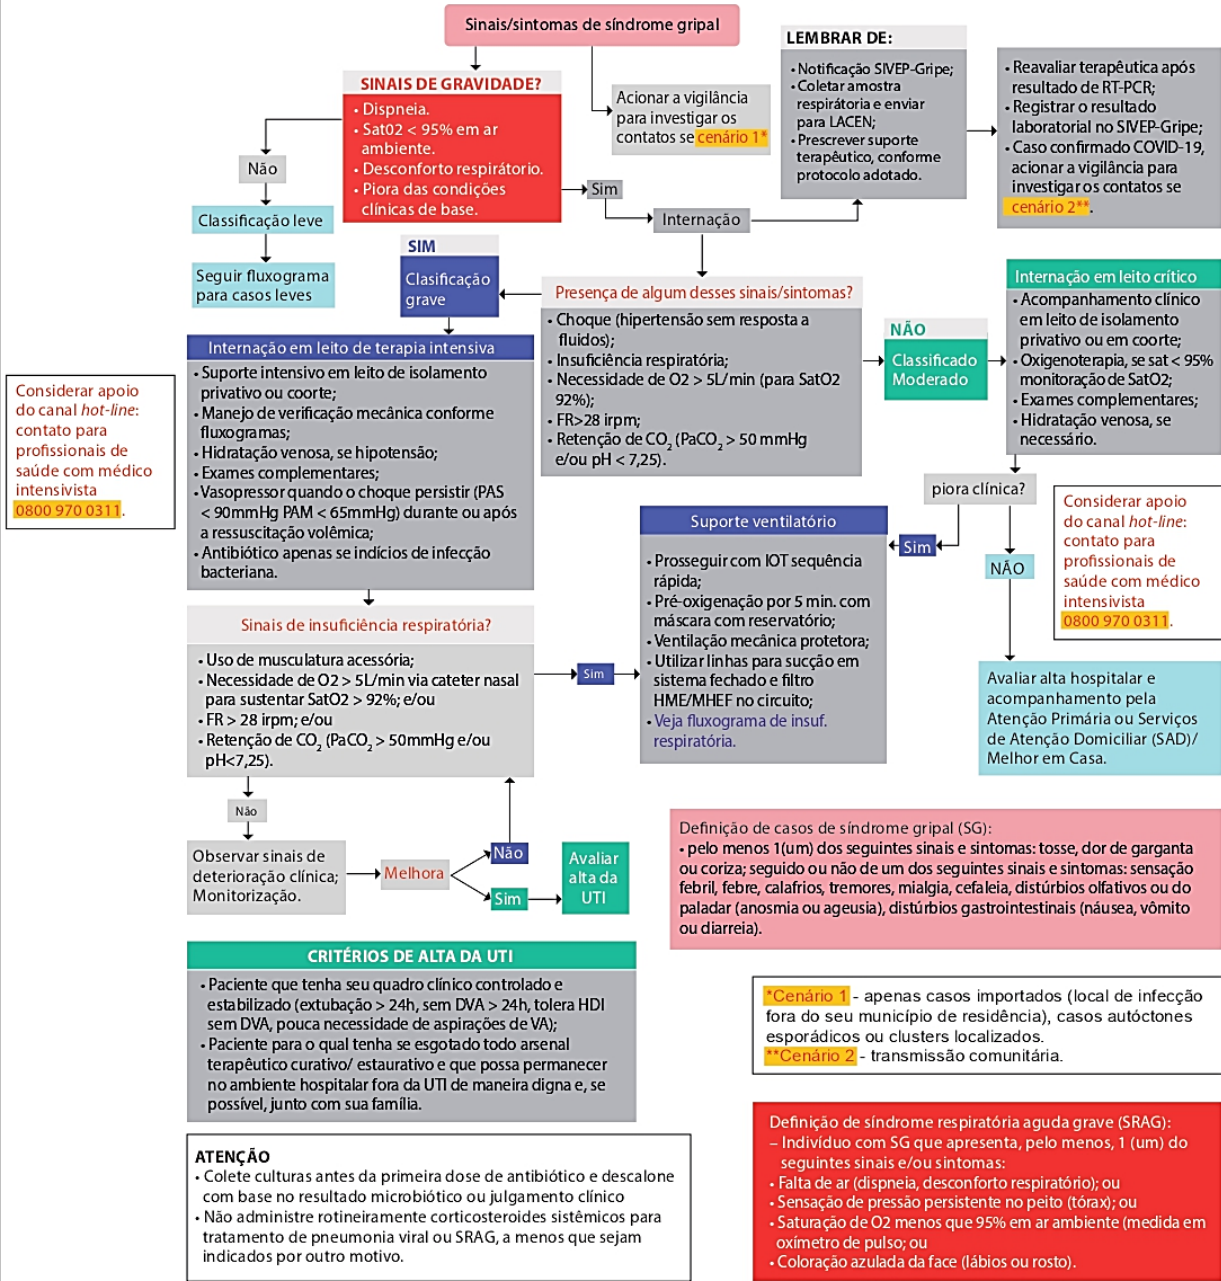 Sinais/sintomas de síndrome gripal
SINAIS DE GRAVIDADE?
• Dispneia.
• Sat02 < 95% em ar
ambiente.
• Desconforto respirátorio.
• Piora das condições
clínicas de base.
Acionar a vigilância
para investigar os
contatos se cenário 1*
LEMBRAR DE:
• Notificação SIVEP-Gripe;
• Coletar amostra
respirátoria e enviar
para LACEN;
• Prescrever suporte
terapêutico, conforme
protocolo adotado.
• Reavaliar terapêutica após
resultado de RT-PCR;
• Registrar o resultado
laboratorial no SIVEP-Gripe;
• Caso confirmado COVID-19,
acionar a vigilância para
investigar os contatos se
cenário 2**.
Não
Sim
Internação
Classificação leve
Seguir fluxograma
para casos leves
SIM
Clasificação
grave
Presença de algum desses sinais/sintomas?
• Choque (hipertensão sem resposta a
fluidos);
• Insuficiência respiratória;
• Necessidade de O2 > 5L/min (para SatO2
92%);
• FR>28 irpm;
• Retenção de CO2 (PaCO2 > 50 mmHg
e/ou pH < 7,25).
NÃO
Classificado
Moderado
Internação em leito crítico
• Acompanhamento clínico
em leito de isolamento
privativo ou em coorte;
• Oxigenoterapia, se sat < 95%
monitoração de SatO2;
• Exames complementares;
• Hidratação venosa, se
necessário.
Internação em leito de terapia intensiva
• Suporte intensivo em leito de isolamento
privativo ou coorte;
• Manejo de verificação mecânica conforme
fluxogramas;
• Hidratação venosa, se hipotensão;
• Exames complementares;
• Vasopressor quando o choque persistir (PAS
< 90mmHg PAM < 65mmHg) durante ou após
a ressuscitação volêmica;
• Antibiótico apenas se indícios de infecção
bacteriana.
Considerar apoio
do canal hot-line:
contato para
profissionais de
saúde com médico
intensivista
0800 970 0311.
piora clínica?
Sim
NÃO
Considerar apoio
do canal hot-line:
contato para
profissionais de
saúde com médico
intensivista
0800 970 0311.
Suporte ventilatório
• Prosseguir com IOT sequência
rápida;
• Pré-oxigenação por 5 min. com
máscara com reservatório;
• Ventilação mecânica protetora;
• Utilizar linhas para sucção em
sistema fechado e filtro
HME/MHEF no circuito;
• Veja fluxograma de insuf.
respiratória.
Sinais de insuficiência respiratória?
• Uso de musculatura acessória;
• Necessidade de O2 > 5L/min via cateter nasal
para sustentar SatO2 > 92%; e/ou
• FR > 28 irpm; e/ou
• Retenção de CO2 (PaCO2 > 50mmHg e/ou
pH<7,25).
Sim
Avaliar alta hospitalar e
acompanhamento pela
Atenção Primária ou Serviços
de Atenção Domiciliar (SAD)/
Melhor em Casa.
Não
Observar sinais de
deterioração clínica;
Monitorização.
Melhora
Não
Sim
Avaliar
alta da
UTI
Definição de casos de síndrome gripal (SG):
• pelo menos 1(um) dos seguintes sinais e sintomas: tosse, dor de garganta
ou coriza; seguido ou não de um dos seguintes sinais e sintomas: sensação
febril, febre, calafrios, tremores, mialgia, cefaleia, distúrbios olfativos ou do
paladar (anosmia ou ageusia), distúrbios gastrointestinais (náusea, vômito
ou diarreia).
CRITÉRIOS DE ALTA DA UTI
• Paciente que tenha seu quadro clínico controlado e
estabilizado (extubação > 24h, sem DVA > 24h, tolera HDI
sem DVA, pouca necessidade de aspirações de VA);
• Paciente para o qual tenha se esgotado todo arsenal
terapêutico curativo/ estaurativo e que possa permanecer
no ambiente hospitalar fora da UTI de maneira digna e, se
possível, junto com sua família.
*Cenário 1 - apenas casos importados (local de infecção
fora do seu município de residência), casos autóctones
esporádicos ou clusters localizados.
**Cenário 2 - transmissão comunitária.
ATENÇÃO
• Colete culturas antes da primeira dose de antibiótico e descalone
com base no resultado microbiótico ou julgamento clínico
• Não administre rotineiramente corticosteroides sistêmicos para
tratamento de pneumonia viral ou SRAG, a menos que sejam
indicados por outro motivo.
Definição de síndrome respiratória aguda grave (SRAG):
– Indivíduo com SG que apresenta, pelo menos, 1 (um) do
seguintes sinais e/ou sintomas:
• Falta de ar (dispneia, desconforto respiratório); ou
• Sensação de pressão persistente no peito (tórax); ou
• Saturação de O2 menos que 95% em ar ambiente (medida em
oxímetro de pulso; ou
• Coloração azulada da face (lábios ou rosto).